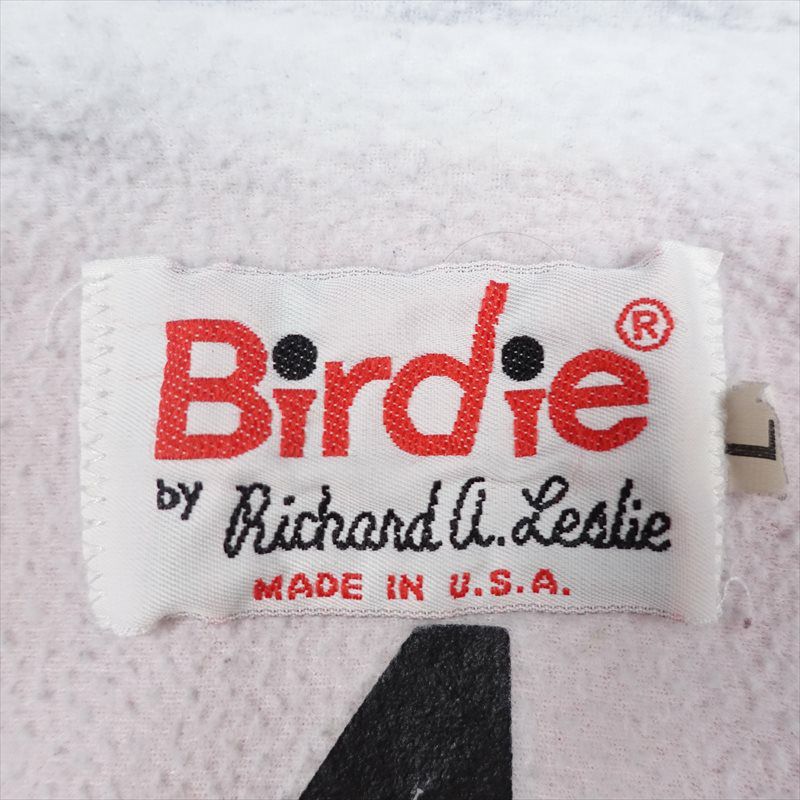 Birdie®
by Richard A. Leslie
MADE IN U.S.A.
L